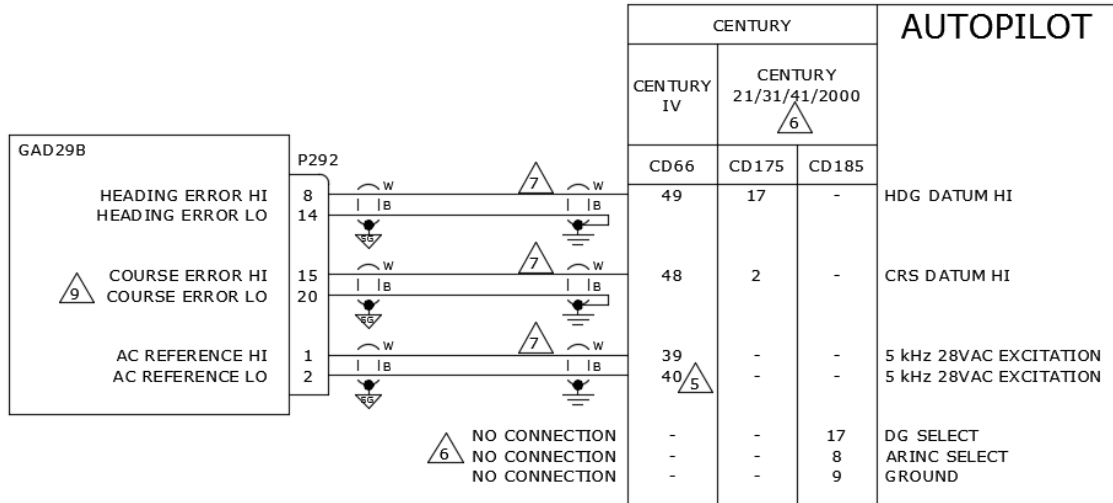 CENTURY
AUTOPILOT
CENTURY IV
CENTURY 21/31/41/2000
6
GAD29B
P292
CD66 CD175 CD185
HEADING ERROR HI 8 W 7 W 49 17 - HDG DATUM HI
HEADING ERROR LO 14 B B
SG
COURSE ERROR HI 15 W 7 W 48 2 - CRS DATUM HI
9 COURSE ERROR LO 20 B B
SG
AC REFERENCE HI 1 W 7 W 39 - - 5 kHz 28VAC EXCITATION
AC REFERENCE LO 2 B B 40 5 - - 5 kHz 28VAC EXCITATION
SG
NO CONNECTION - - 17 DG SELECT
6 NO CONNECTION - - 8 ARINC SELECT
NO CONNECTION - - 9 GROUND